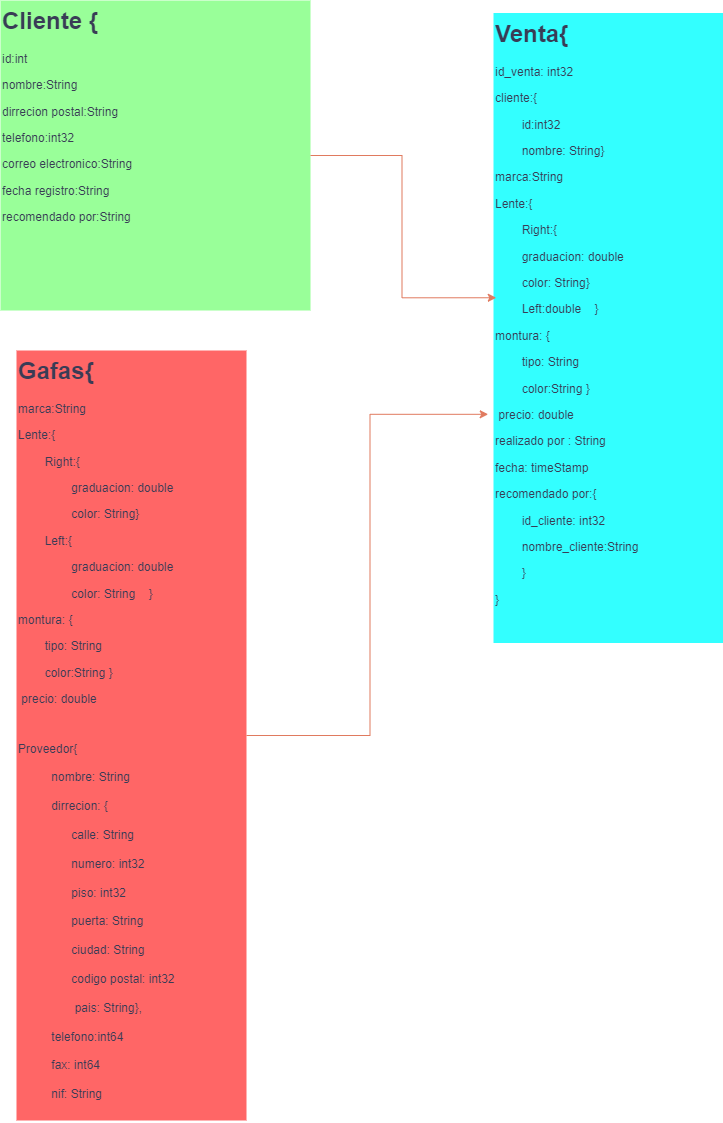 Cliente {
id:int
nombre:String
dirrecion postal:String
telefono:int32
correo electronico:String
fecha registro:String
recomendado por:String
Gafas{
marca:String
Lente:{
Right:{
graduacion: double
color: String}
Left:{
graduacion: double
color: String }
montura: {
tipo: String
color:String }
precio: double
Proveedor{
nombre: String
dirrecion: {
calle: String
numero: int32
piso: int32
puerta: String
ciudad: String
codigo postal: int32
pais: String},
telefono:int64
fax: int64
nif: String
Venta{
id_venta: int32
cliente:{
id:int32
nombre: String}
marca:String
Lente:{
Right:{
graduacion: double
color: String}
Left:double }
montura: {
tipo: String
color:String }
precio: double
realizado por : String
fecha: timeStamp
recomendado por:{
id_cliente: int32
nombre_cliente:String
}
}